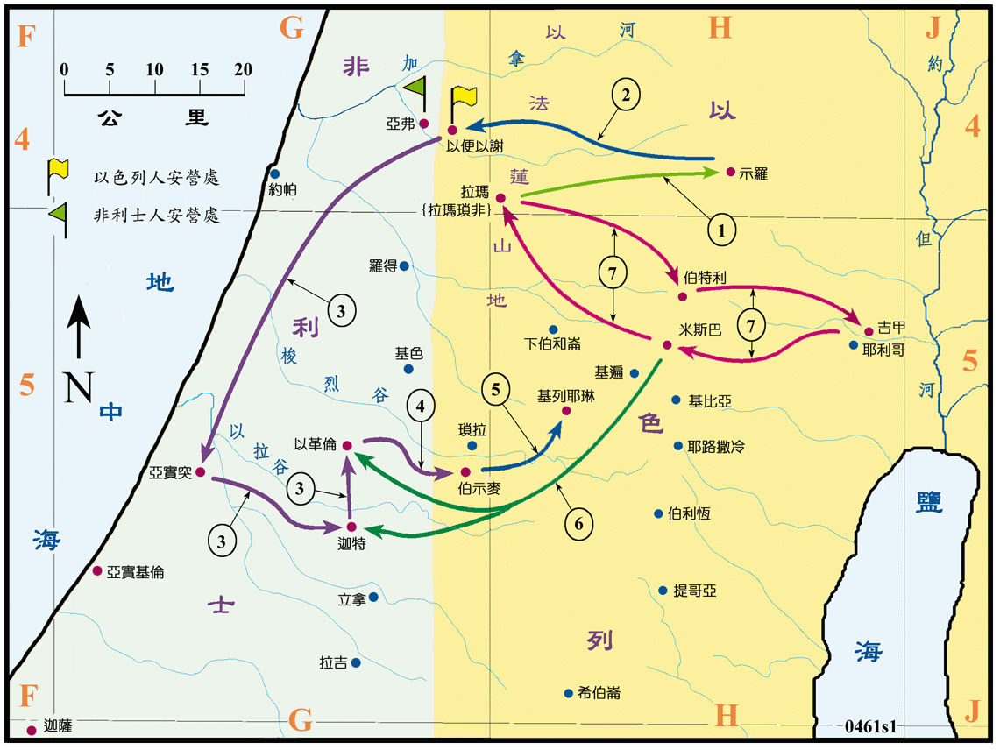 F
G
H
J
0 5 10 15 20
公里
4
4
以色列人安營處
非利士人安營處
非
利
士
以
色
列
以
法
蓮
山
地
加
拿
河
約
但
河
亞弗
以便以謝
約帕
示羅
拉瑪
{拉瑪瑣非}
地
中
海
羅得
伯特利
吉甲
耶利哥
米斯巴
下伯和崙
基遍
基色
梭
烈
谷
5
5
N
基列耶琳
基比亞
瑣拉
耶路撒冷
以
拉
谷
以革倫
亞實突
伯示麥
伯利恆
迦特
亞實基倫
提哥亞
立拿
拉吉
希伯崙
迦薩
鹽
海
1
2
3
3
3
4
5
6
7
7
F
G
H
J
0461s1